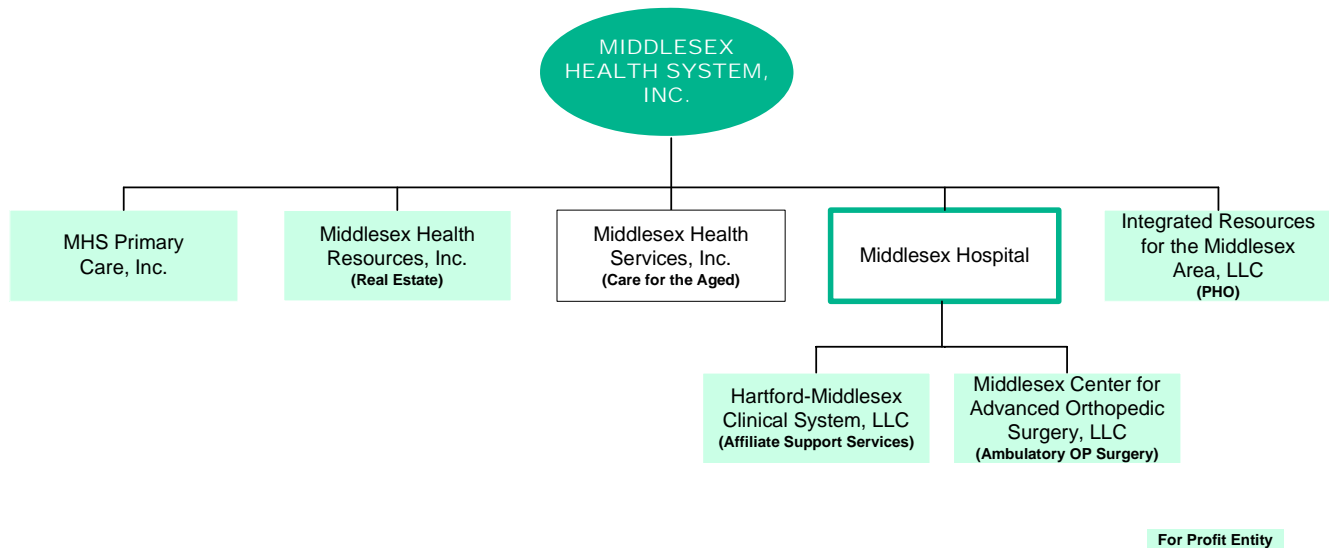 MIDDLESEX
HEALTH SYSTEM,
INC.
MHS Primary
Care, Inc.
Middlesex Health
Resources, Inc.
(Real Estate)
Middlesex Health
Services, Inc.
(Care for the Aged)
Middlesex Hospital
Integrated Resources
for the Middlesex
Area, LLC
(PHO)
Hartford-Middlesex
Clinical System, LLC
(Affiliate Support Services)
Middlesex Center for
Advanced Orthopedic
Surgery, LLC
(Ambulatory OP Surgery)
For Profit Entity